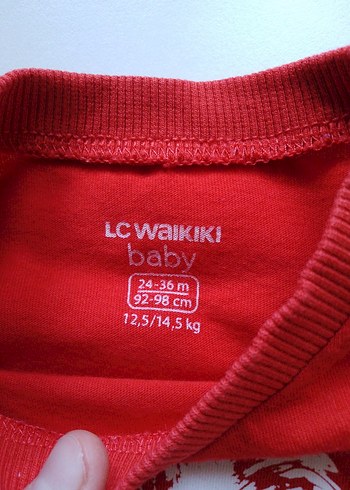 LC WAIKIKI
baby
24-36 m
92-98 cm
12,5/14,5 kg